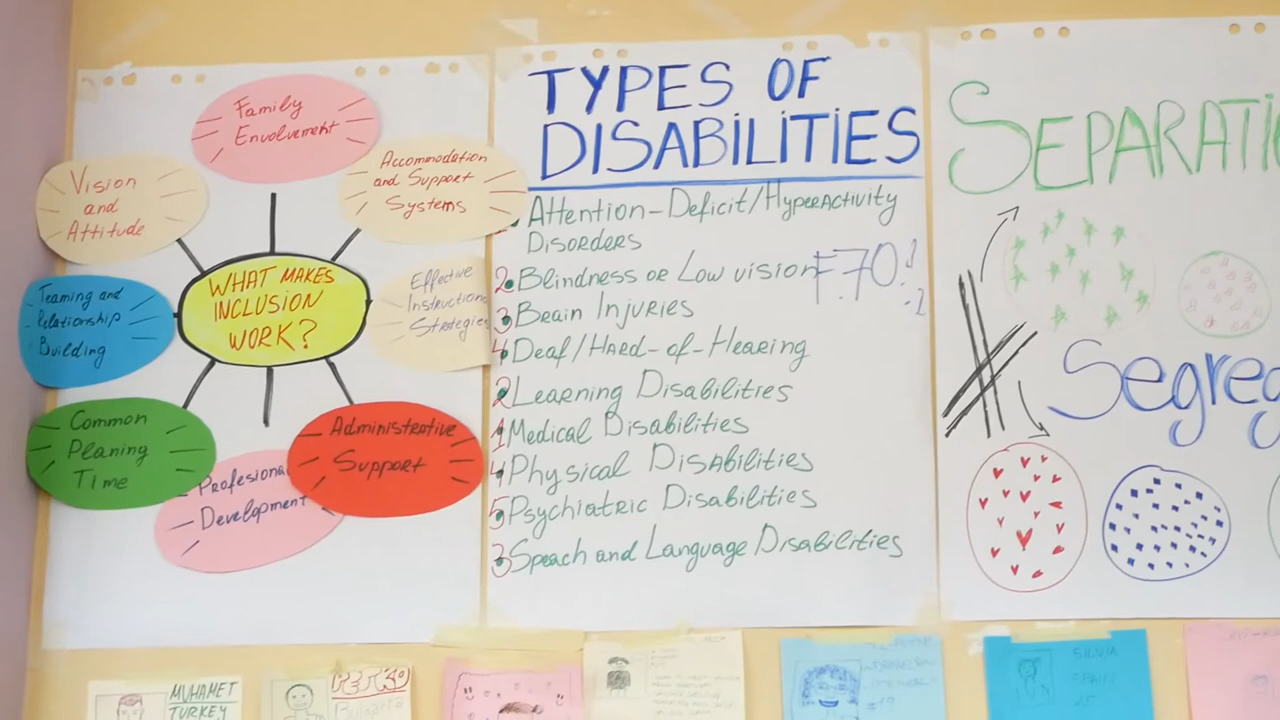 Family
Envolvement
Accommodation
and Support
Systems
Vision
and
Attitude
WHAT MAKES
INCLUSION
WORK?
Effective
Strategies
Teaming and
Relationship
Building
Common
Planing
Time
Administrative
Support
Profesional
Development
TYPES OF
DISABILITIES
Attention-Deficit/Hyperactivity
Disorders
2 Blindness or Low vision
F.70!
3 Brain Injuries
4 Deaf/Hard-of-Hearing
2 Learning Disabilities
1 Medical Disabilities
4 Physical Disabilities
5 Psychiatric Disabilities
3 Speach and Language Disabilities
SEPARATI
Segreg
MUHAMET
TURKEY
PETKO
SILVIA
SPAIN